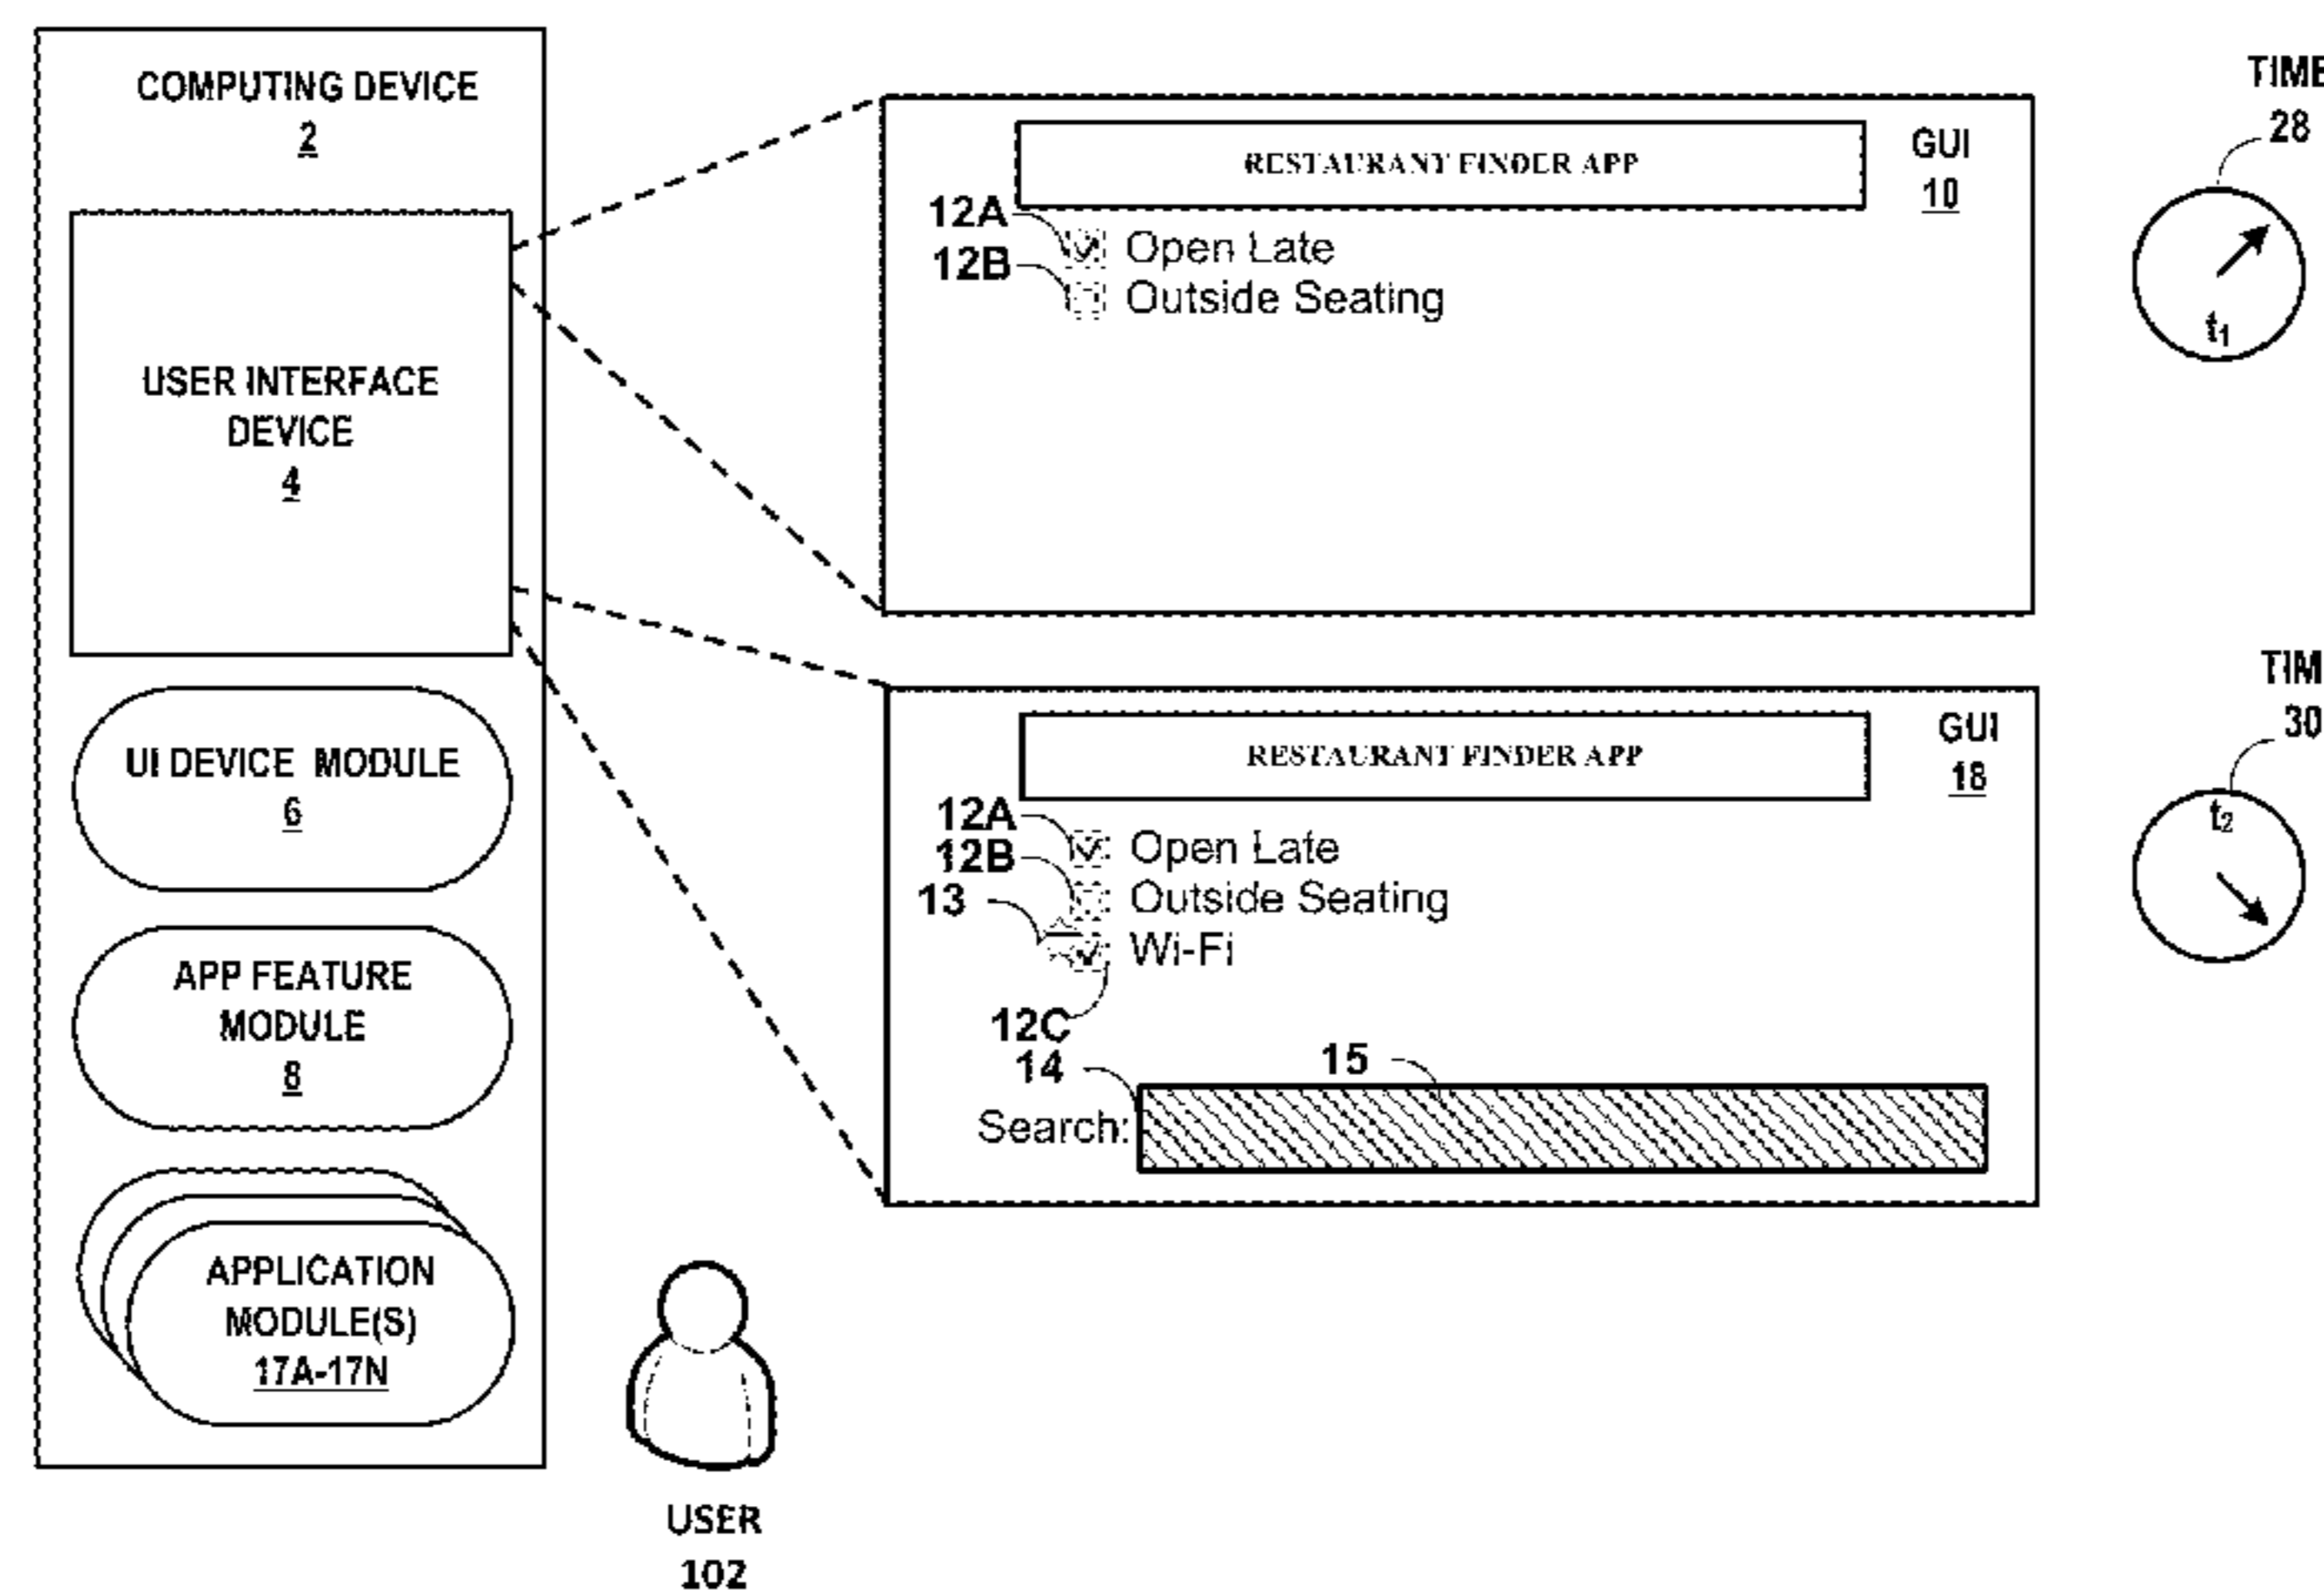 COMPUTING DEVICE
2
USER INTERFACE
DEVICE
4
UI DEVICE MODULE
6
APP FEATURE
MODULE
8
APPLICATION
MODULE(S)
17A-17N
USER
102
RESTAURANT FINDER APP
GUI
10
12A
Open Late
12B
Outside Seating
TIME
28
t1
RESTAURANT FINDER APP
GUI
18
12A
Open Late
12B
Outside Seating
13
Wi-Fi
12C
14
15
Search:
TIM
30
t2